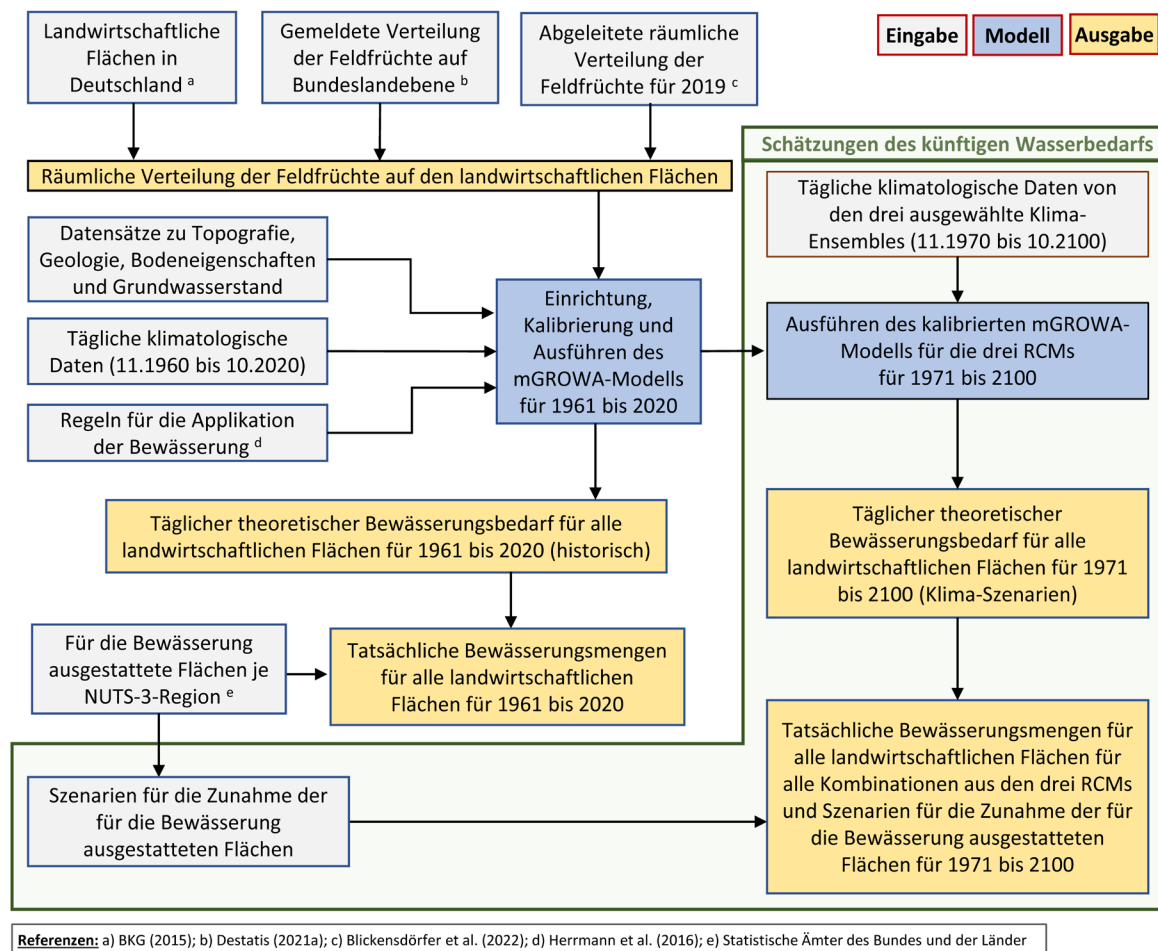 Landwirtschaftliche
Flächen in
Deutschland a
Gemeldete Verteilung
der Feldfrüchte auf
Bundeslandebene b
Abgeleitete räumliche
Verteilung der
Feldfrüchte für 2019 c
Eingabe
Modell
Ausgabe
Räumliche Verteilung der Feldfrüchte auf den landwirtschaftlichen Flächen
Schätzungen des künftigen Wasserbedarfs
Tägliche klimatologische Daten von
den drei ausgewählte Klima-
Ensembles (11.1970 bis 10.2100)
Datensätze zu Topografie,
Geologie, Bodeneigenschaften
und Grundwasserstand
Tägliche klimatologische
Daten (11.1960 bis 10.2020)
Regeln für die Applikation
der Bewässerung d
Einrichtung,
Kalibrierung und
Ausführen des
mGROWA-Modells
für 1961 bis 2020
Ausführen des kalibrierten mGROWA-
Modells für die drei RCMs
für 1971 bis 2100
Täglicher theoretischer Bewässerungsbedarf für alle
landwirtschaftlichen Flächen für 1961 bis 2020 (historisch)
Täglicher theoretischer
Bewässerungsbedarf für alle
landwirtschaftlichen Flächen für 1971
bis 2100 (Klima-Szenarien)
Für die Bewässerung
ausgestattete Flächen je
NUTS-3-Region e
Tatsächliche Bewässerungsmengen
für alle landwirtschaftlichen
Flächen für 1961 bis 2020
Szenarien für die Zunahme der
für die Bewässerung
ausgestatteten Flächen
Tatsächliche Bewässerungsmengen für
alle landwirtschaftlichen Flächen für
alle Kombinationen aus den drei RCMs
und Szenarien für die Zunahme der für
die Bewässerung ausgestatteten
Flächen für 1971 bis 2100
Referenzen: a) BKG (2015); b) Destatis (2021a); c) Blickensdörfer et al. (2022); d) Herrmann et al. (2016); e) Statistische Ämter des Bundes und der Länder